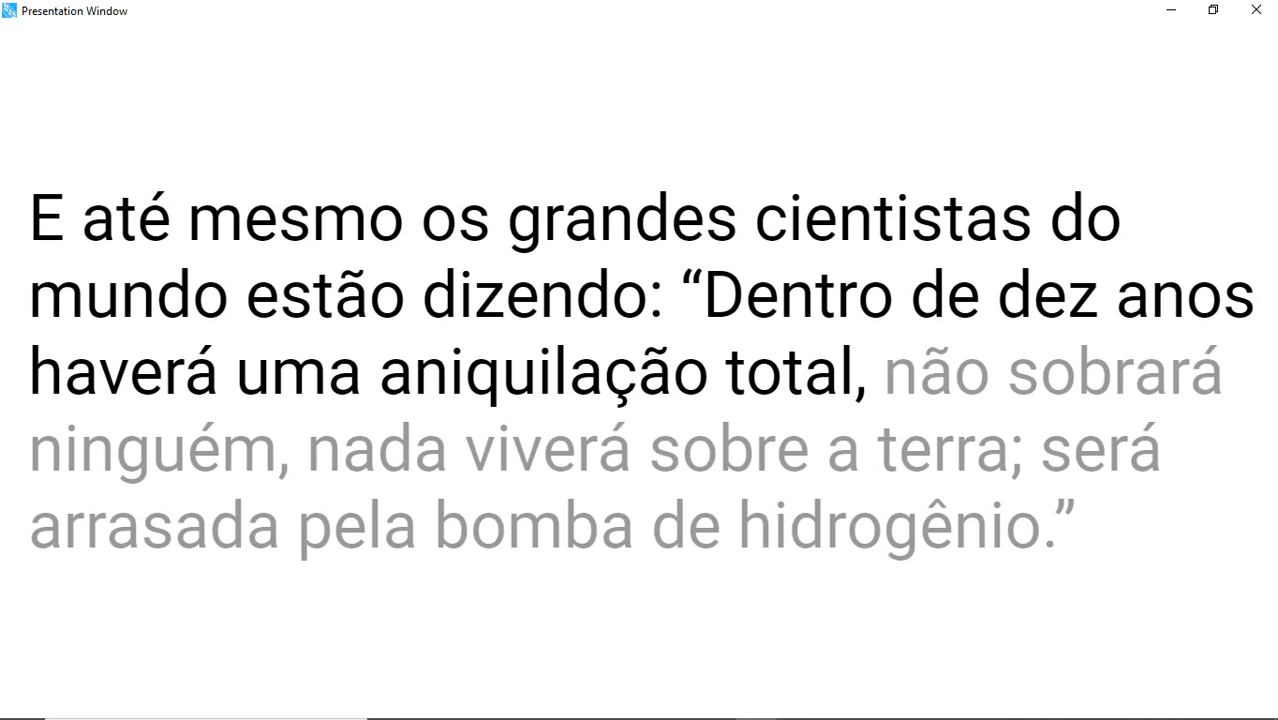 Presentation Window
E até mesmo os grandes cientistas do
mundo estão dizendo: “Dentro de dez anos
haverá uma aniquilação total, não sobrará
ninguém, nada viverá sobre a terra; será
arrasada pela bomba de hidrogênio.”